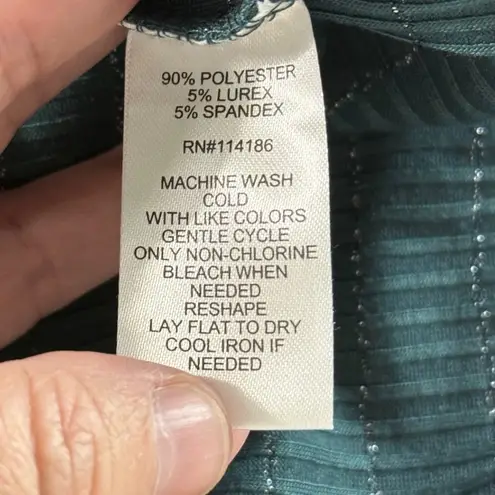 90% POLYESTER
5% LUREX
5% SPANDEX
RN#114186
MACHINE WASH
COLD
WITH LIKE COLORS
GENTLE CYCLE
ONLY NON-CHLORINE
BLEACH WHEN
NEEDED
RESHAPE
LAY FLAT TO DRY
COOL IRON IF
NEEDED